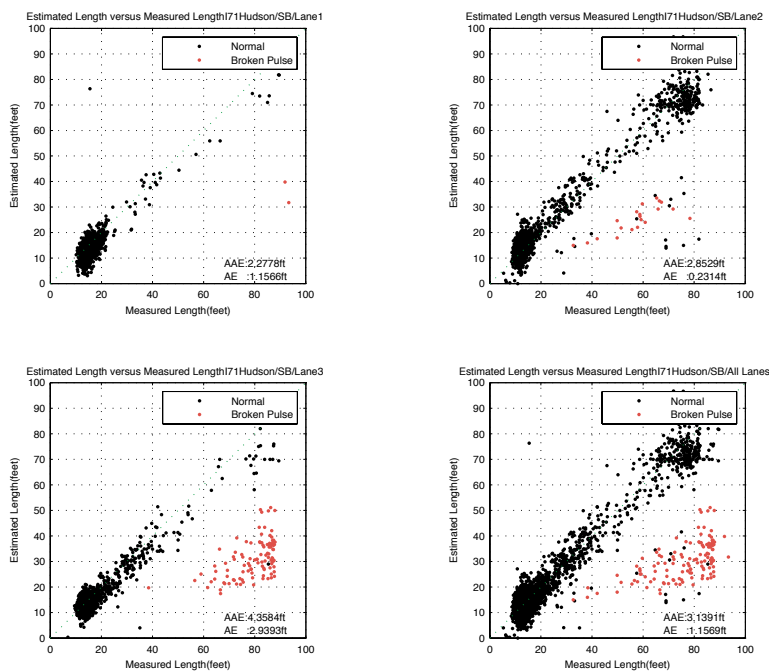 Estimated Length versus Measured LengthI71Hudson/SB/Lane1
Normal
Broken Pulse
100
90
80
70
60
50
40
30
20
10
0
Estimated Length(feet)
AAE:2,2778ft
AE :1.1566ft
0 20 40 60 80 100
Measured Length(feet)
Estimated Length versus Measured LengthI71Hudson/SB/Lane2
Normal
Broken Pulse
100
90
80
70
60
50
40
30
20
10
0
Estimated Length(feet)
AAE:2,8529ft
AE :0.2314ft
0 20 40 60 80 100
Measured Length(feet)
Estimated Length versus Measured LengthI71Hudson/SB/Lane3
Normal
Broken Pulse
100
90
80
70
60
50
40
30
20
10
0
Estimated Length(feet)
AAE:4,3584ft
AE :2.9393ft
0 20 40 60 80 100
Measured Length(feet)
Estimated Length versus Measured LengthI71Hudson/SB/All Lanes
Normal
Broken Pulse
100
90
80
70
60
50
40
30
20
10
0
Estimated Length(feet)
AAE:3,1391ft
AE :1.1569ft
0 20 40 60 80 100
Measured Length(feet)